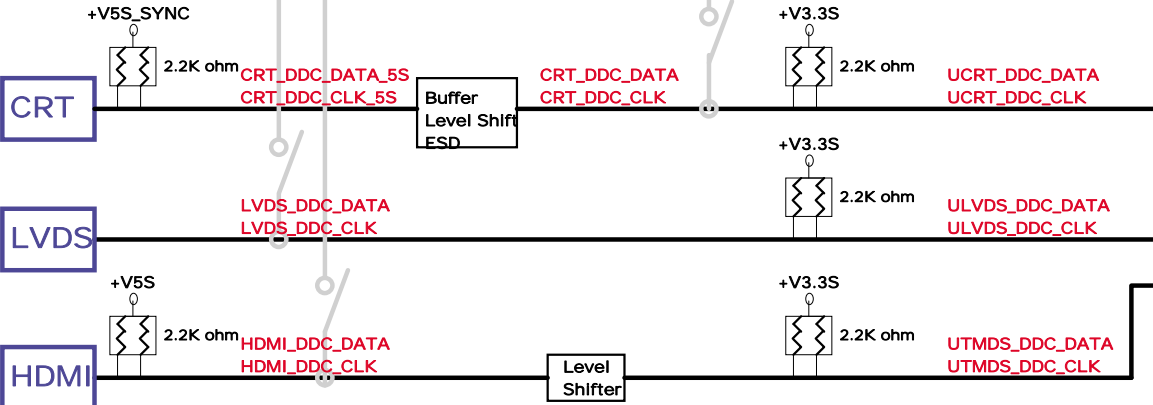 +V5S_SYNC
+V3.3S
2.2K ohm
2.2K ohm
CRT_DDC_DATA_5S
CRT_DDC_DATA
UCRT_DDC_DATA
CRT_DDC_CLK_5S
CRT_DDC_CLK
UCRT_DDC_CLK
CRT
Buffer
Level Shift
ESD
+V3.3S
2.2K ohm
LVDS_DDC_DATA
ULVDS_DDC_DATA
LVDS_DDC_CLK
ULVDS_DDC_CLK
LVDS
+V5S
+V3.3S
2.2K ohm
2.2K ohm
HDMI_DDC_DATA
UTMDS_DDC_DATA
HDMI_DDC_CLK
UTMDS_DDC_CLK
HDMI
Level
Shifter